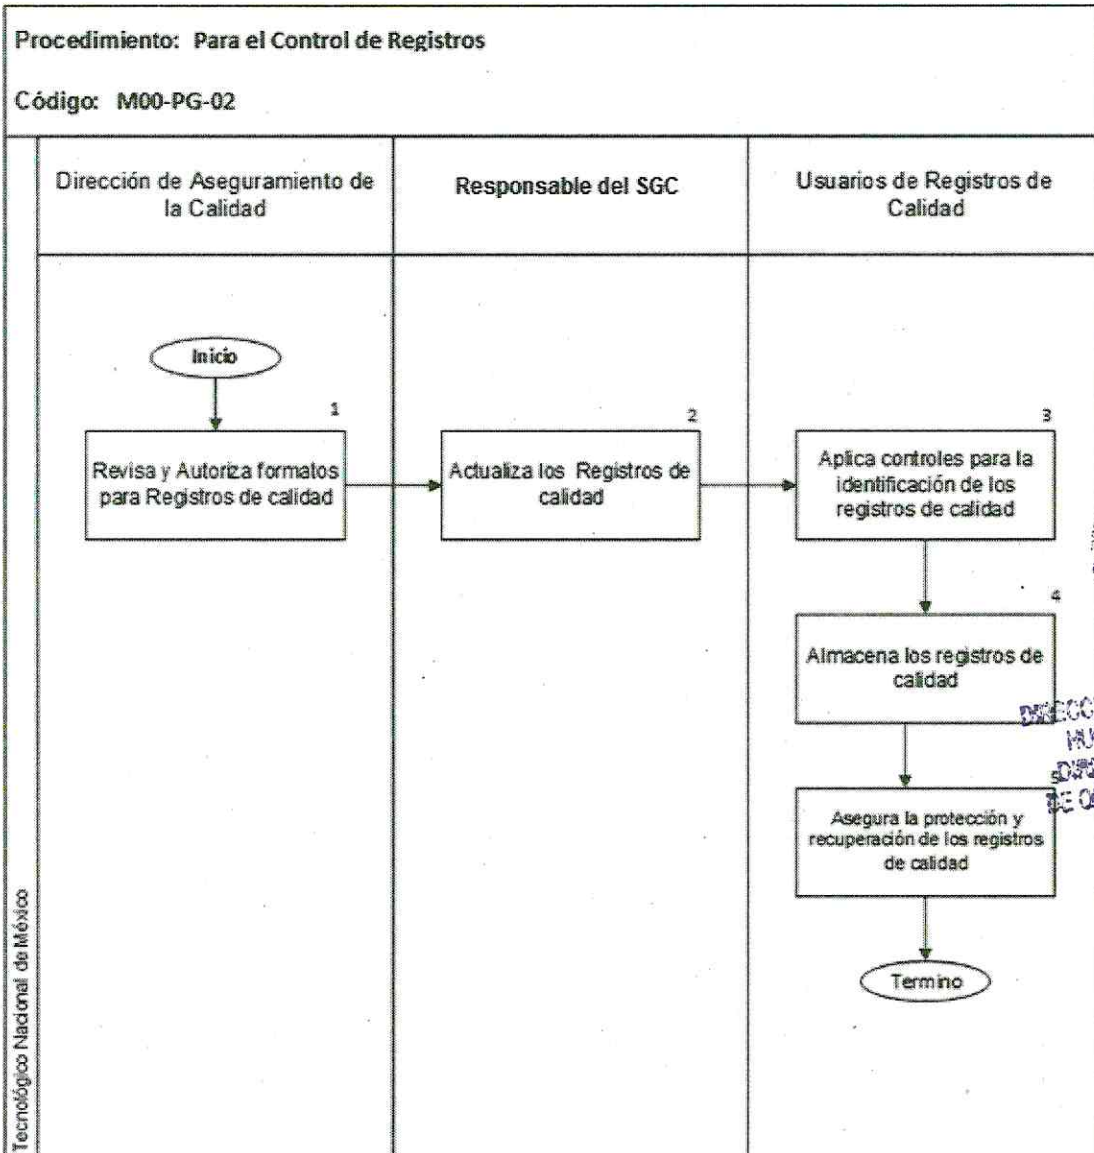 Procedimiento: Para el Control de Registros
Código: M00-PG-02
Dirección de Aseguramiento de
la Calidad
Responsable del SGC
Usuarios de Registros de
Calidad
Inicio
1
Revisa y Autoriza formatos
para Registros de calidad
2
Actualiza los Registros de
calidad
3
Aplica controles para la
identificación de los
registros de calidad
4
Almacena los registros de
calidad
5
Asegura la protección y
recuperación de los registros
de calidad
Termino
Tecnológico Nacional de México